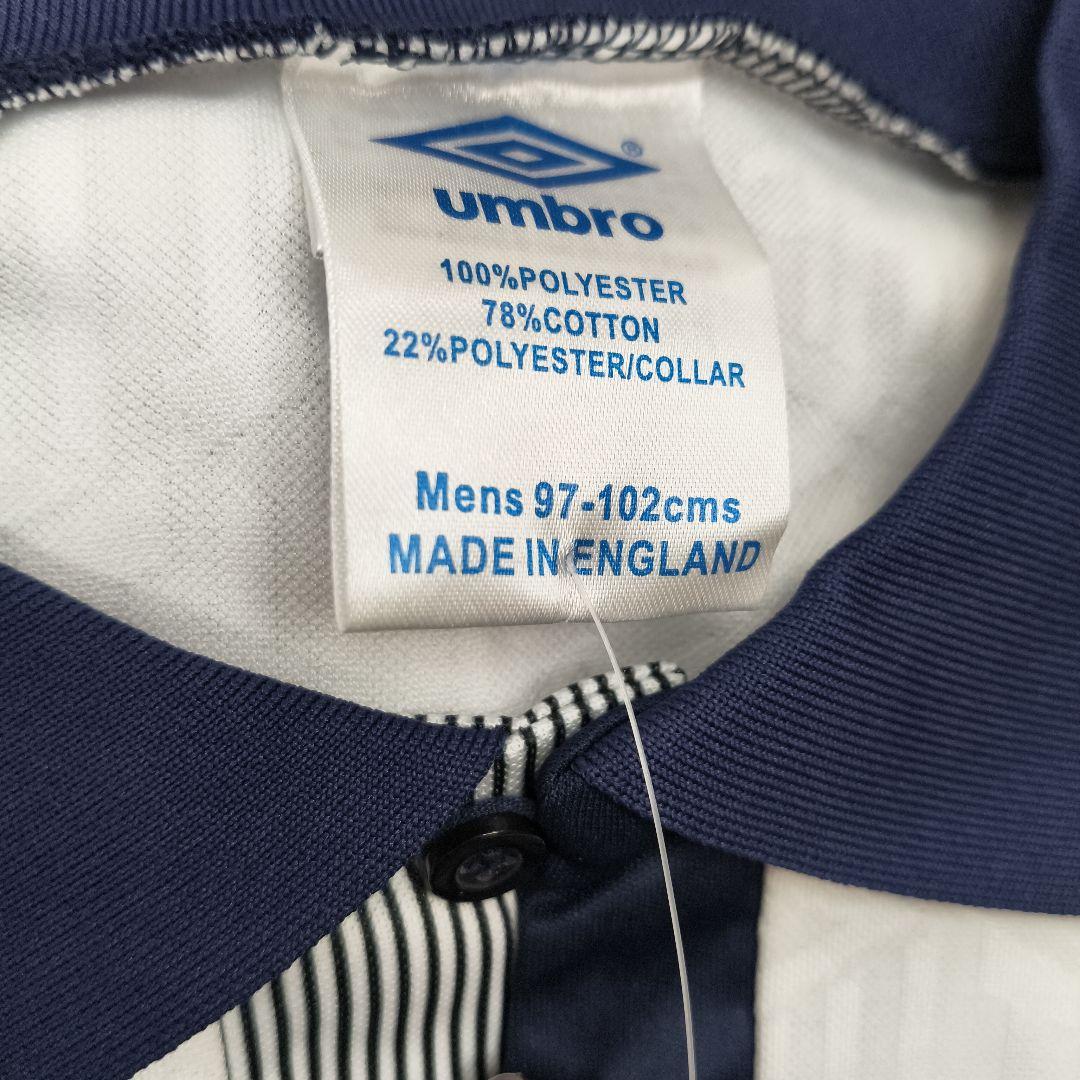 ®
umbro
100%POLYESTER
78%COTTON
22%POLYESTER/COLLAR
Mens 97-102cms
MADE IN ENGLAND